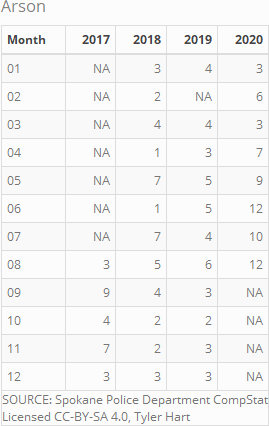 Arson
Month 2017 2018 2019 2020
01 NA 3 4 3
02 NA 2 NA 6
03 NA 4 4 3
04 NA 1 3 7
05 NA 7 5 9
06 NA 1 5 12
07 NA 7 4 10
08 3 5 6 12
09 9 4 3 NA
10 4 2 2 NA
11 7 2 3 NA
12 3 3 3 NA
SOURCE: Spokane Police Department CompStat
Licensed CC-BY-SA 4.0, Tyler Hart